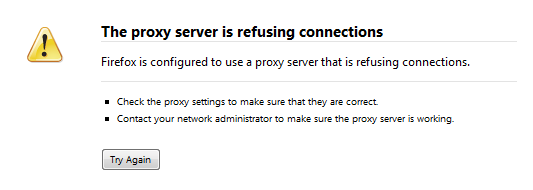 The proxy server is refusing connections
Firefox is configured to use a proxy server that is refusing connections.
Check the proxy settings to make sure that they are correct.
Contact your network administrator to make sure the proxy server is working.
Try Again